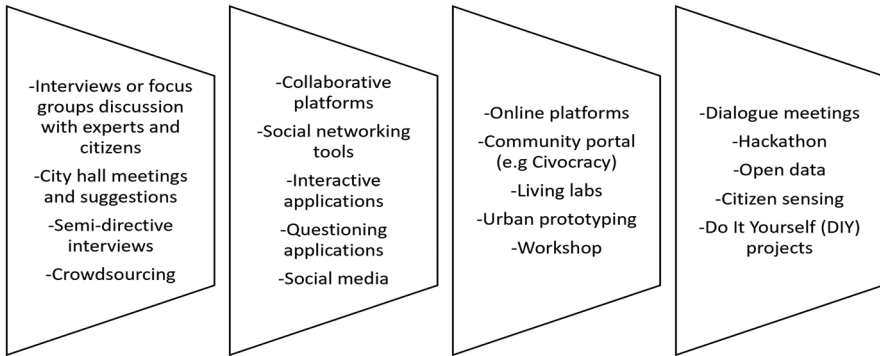 -Interviews or focus
groups discussion
with experts and
citizens
-City hall meetings
and suggestions
-Semi-directive
interviews
-Crowdsourcing
-Collaborative
platforms
-Social networking
tools
-Interactive
applications
-Questioning
applications
-Social media
-Online platforms
-Community portal
(e.g Civocracy)
-Living labs
-Urban prototyping
-Workshop
-Dialogue meetings
-Hackathon
-Open data
-Citizen sensing
-Do It Yourself (DIY)
projects